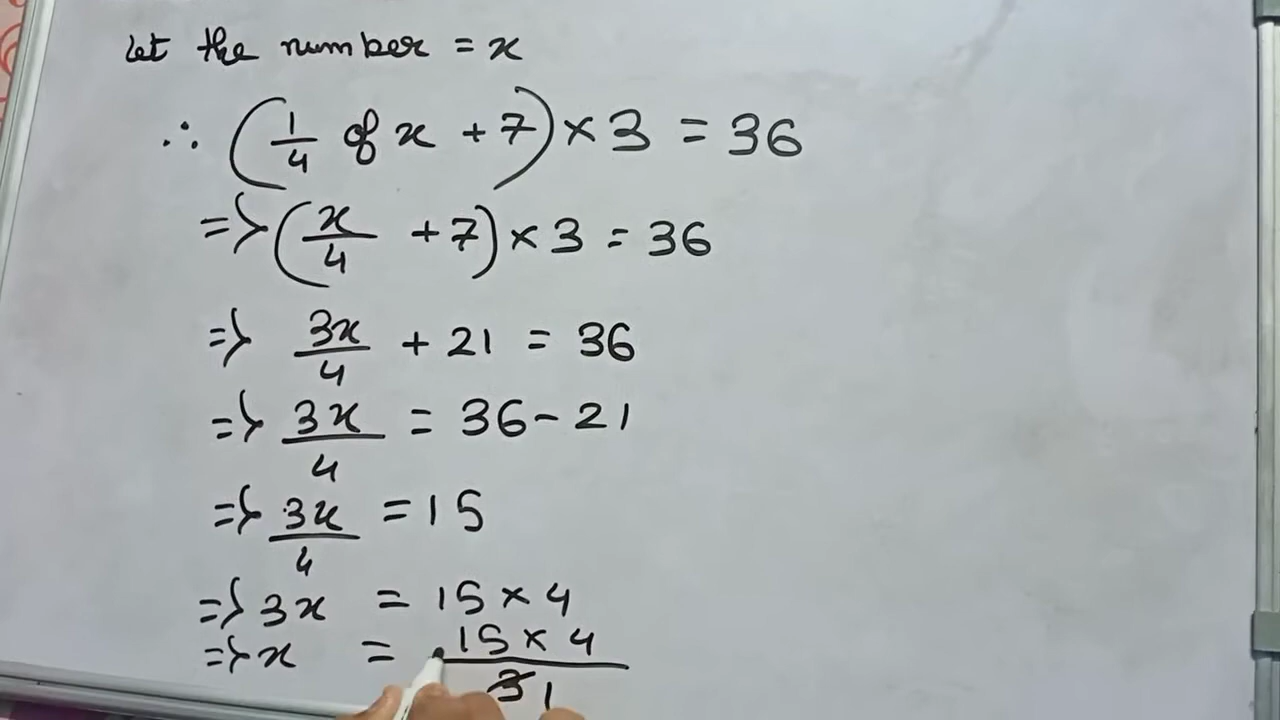 Let the number = x
∴ (1/4 of x + 7) × 3 = 36
=> (x/4 + 7) × 3 = 36
=> 3x/4 + 21 = 36
=> 3x/4 = 36 - 21
=> 3x/4 = 15
=> 3x = 15 × 4
=> x = 15 × 4 / 3 1